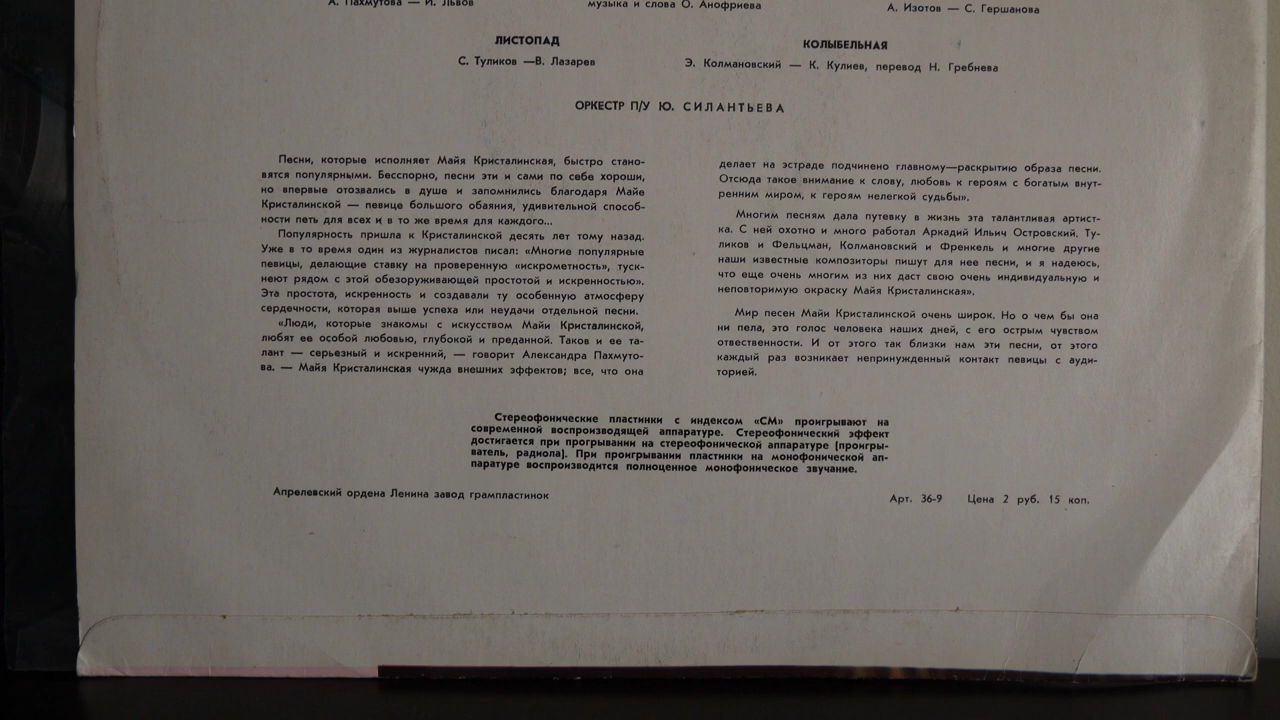 А. Пахмутова — И. Львов
музыка и слова О. Анофриева
А. Изотов — С. Гершанова
ЛИСТОПАД
С. Туликов —В. Лазарев
КОЛЫБЕЛЬНАЯ
Э. Колмановский — К. Кулиев, перевод Н. Гребнева
ОРКЕСТР П/У Ю. СИЛАНТЬЕВА
Песни, которые исполняет Майя Кристалинская, быстро стано-
вятся популярными. Бесспорно, песни эти и сами по себе хороши,
но впервые отозвались в душе и запомнились благодаря Майе
Кристалинской — певице большого обаяния, удивительной способ-
ности петь для всех и в то же время для каждого...
Популярность пришла к Кристалинской десять лет тому назад.
Уже в то время один из журналистов писал: «Многие популярные
певицы, делающие ставку на проверенную «искрометность», туск-
неют рядом с этой обезоруживающей простотой и искренностью».
Эта простота, искренность и создавали ту особенную атмосферу
сердечности, которая выше успеха или неудачи отдельной песни.
«Люди, которые знакомы с искусством Майи Кристалинской,
любят ее особой любовью, глубокой и преданной. Таков и ее та-
лант — серьезный и искренний, — говорит Александра Пахмуто-
ва. — Майя Кристалинская чужда внешних эффектов; все, что она
делает на эстраде подчинено главному—раскрытию образа песни.
Отсюда такое внимание к слову, любовь к героям с богатым внут-
ренним миром, к героям нелегкой судьбы».
Многим песням дала путевку в жизнь эта талантливая артист-
ка. С ней охотно и много работал Аркадий Ильич Островский. Ту-
ликов и Фельцман, Колмановский и Френкель и многие другие
наши известные композиторы пишут для нее песни, и я надеюсь,
что еще очень многим из них даст свою очень индивидуальную и
неповторимую окраску Майя Кристалинская».
Мир песен Майи Кристалинской очень широк. Но о чем бы она
ни пела, это голос человека наших дней, с его острым чувством
отвественности. И от этого так близки нам эти песни, от этого
каждый раз возникает непринужденный контакт певицы с ауди-
торией.
Стереофонические пластинки с индексом «СМ» проигрывают на
современной воспроизводящей аппаратуре. Стереофонический эффект
достигается при прогрывании на стереофонической аппаратуре (проигры-
ватель, радиола). При проигрывании пластинки на монофонической ап-
паратуре воспроизводится полноценное монофоническое звучание.
Апрелевский ордена Ленина завод грампластинок
Арт. 36-9 Цена 2 руб. 15 коп.